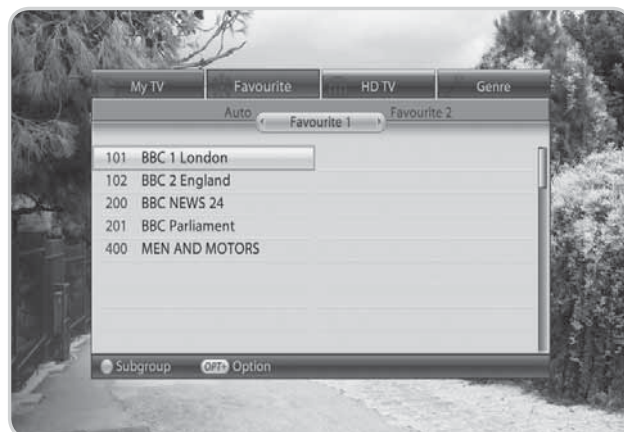 My TV Favourite HD TV Genre
Auto Favourite 1 Favourite 2
101 BBC 1 London
102 BBC 2 England
200 BBC NEWS 24
201 BBC Parliament
400 MEN AND MOTORS
Subgroup OPT+ Option